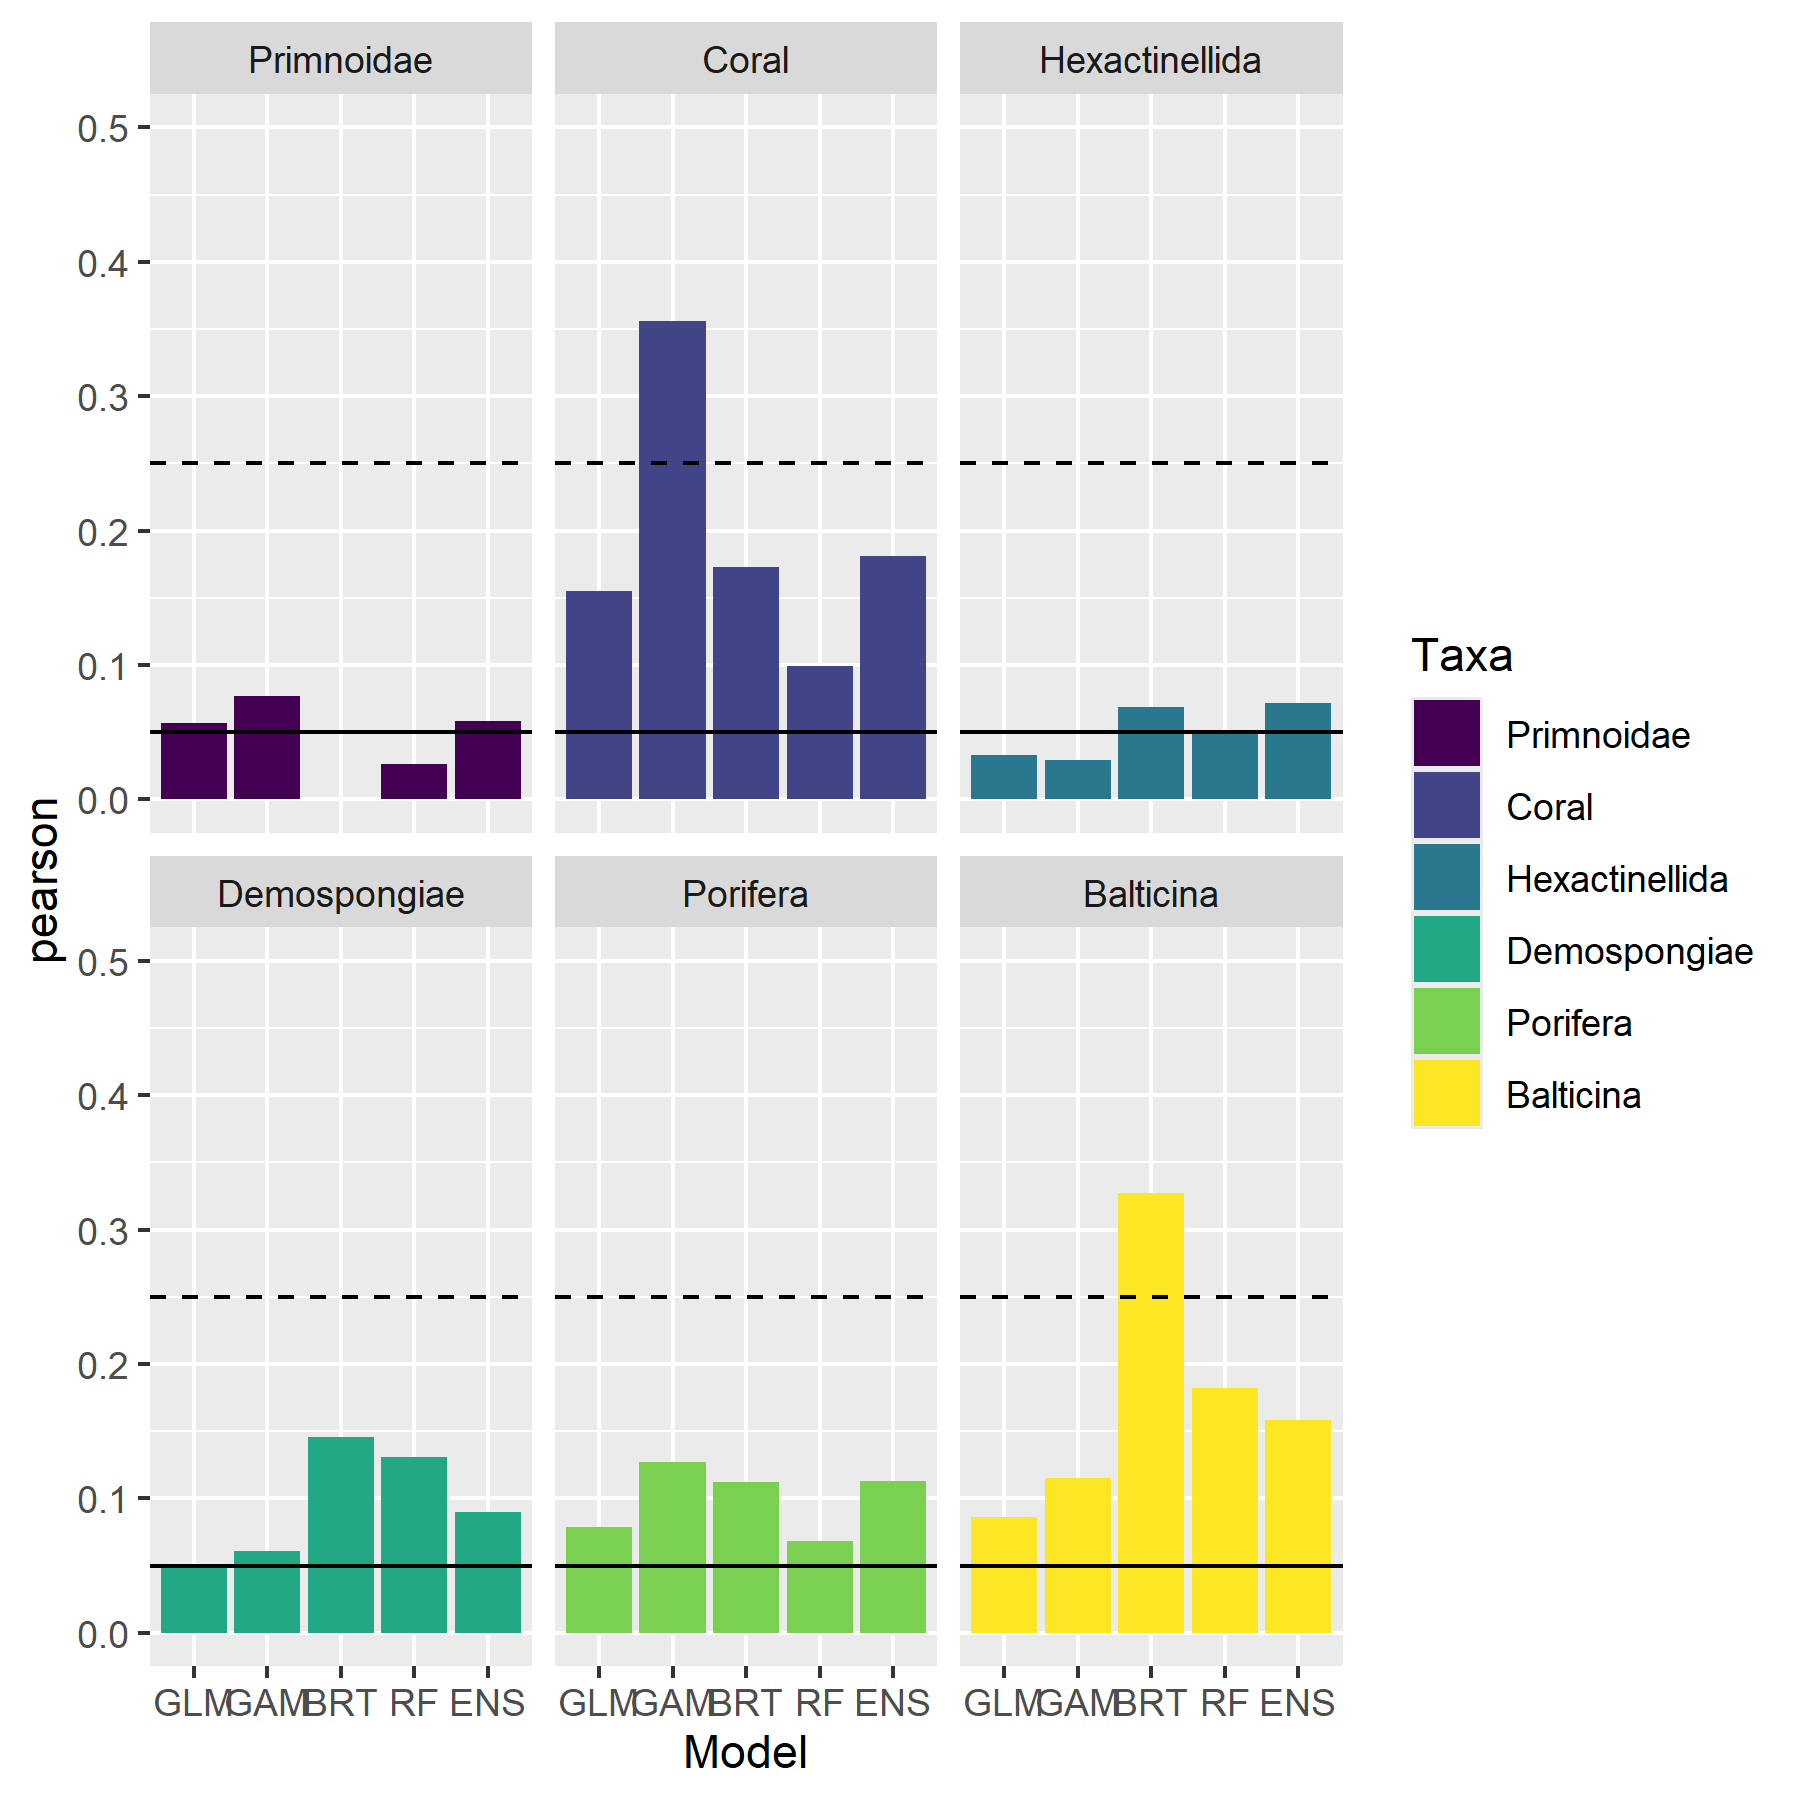 Primnoidae Coral Hexactinellida
0.5
0.4
0.3
0.2
0.1
0.0
pearson
Demospongiae Porifera Balticina
0.5
0.4
0.3
0.2
0.1
0.0
GLM GAM BRT RF ENS GLM GAM BRT RF ENS GLM GAM BRT RF ENS
Model
Taxa
Primnoidae
Coral
Hexactinellida
Demospongiae
Porifera
Balticina